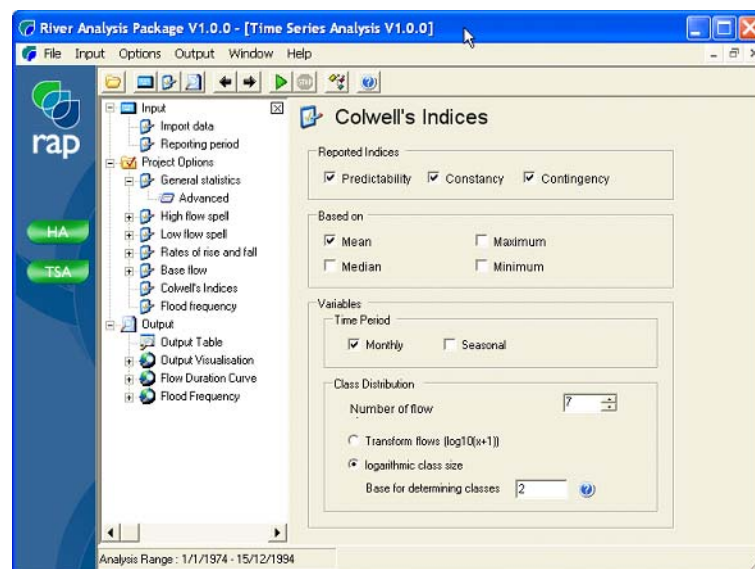 River Analysis Package V1.0.0 - [Time Series Analysis V1.0.0]
File Input Options Output Window Help
rap
HA
TSA
Input
Import data
Reporting period
Project Options
General statistics
Advanced
High flow spell
Low flow spell
Rates of rise and fall
Base flow
Colwell's Indices
Flood frequency
Output
Output Table
Output Visualisation
Flow Duration Curve
Flood Frequency
Colwell's Indices
Reported Indices
Predictability Constancy Contingency
Based on
Mean Maximum
Median Minimum
Variables
Time Period
Monthly Seasonal
Class Distribution
Number of flow 7
Transform flows (log10(x+1))
logarithmic class size
Base for determining classes 2
Analysis Range : 1/1/1974 - 15/12/1994